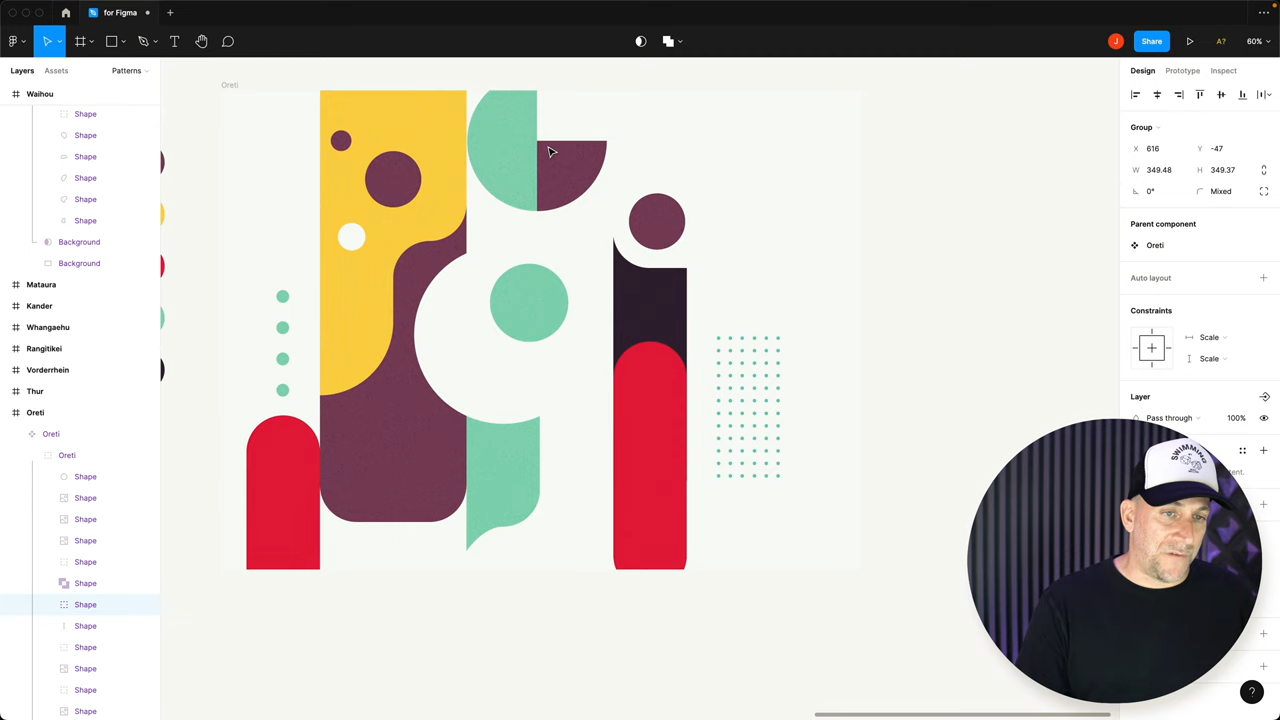 for Figma
Share
A?
60%
Layers
Assets
Patterns
Waihou
Shape
Shape
Shape
Shape
Shape
Shape
Background
Background
Mataura
Kander
Whangaehu
Rangitikei
Vorderrhein
Thur
Oreti
Oreti
Oreti
Shape
Shape
Shape
Shape
Shape
Shape
Shape
Shape
Shape
Shape
Shape
Shape
Oreti
Design
Prototype
Inspect
Group
X 616 Y -47
W 349.48 H 349.37
0° Mixed
Parent component
Oreti
Auto layout
Constraints
Scale
Scale
Layer
Pass through 100%
SWIMMING
J
?